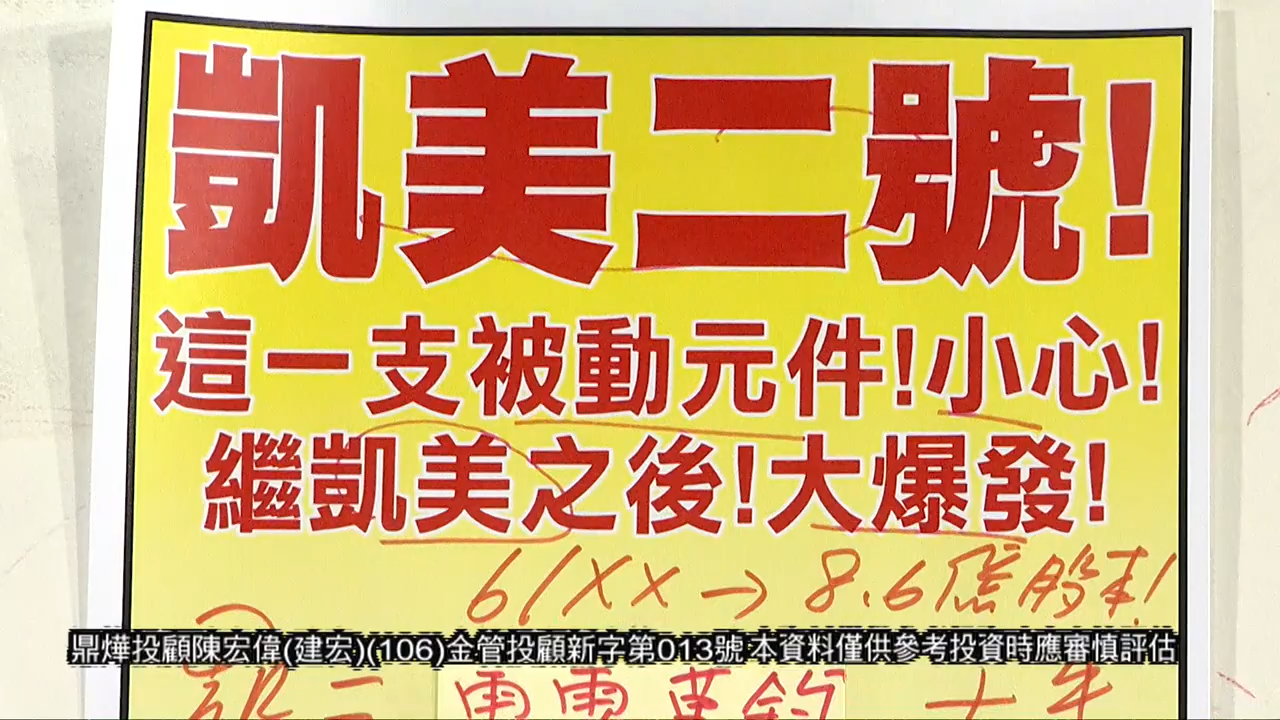 凱美二號!
這一支被動元件!小心!
繼凱美之後!大爆發!
61XX→8.6億股本!
鼎燁投顧陳宏偉(建宏)(106)金管投顧新字第013號 本資料僅供參考投資時應審慎評估